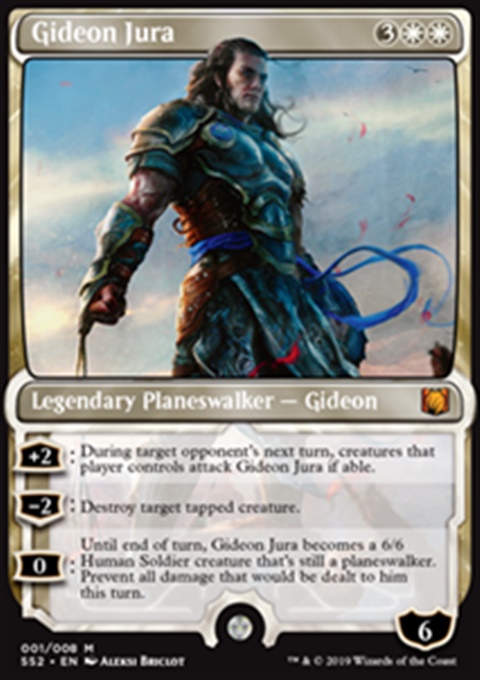 Gideon Jura 3
Legendary Planeswalker — Gideon
+2 : During target opponent's next turn, creatures that
player controls attack Gideon Jura if able.
−2 : Destroy target tapped creature.
Until end of turn, Gideon Jura becomes a 6/6
0 : Human Soldier creature that's still a planeswalker.
Prevent all damage that would be dealt to him
this turn.
6
001/008 M
SS2 • EN Aleksi Briclot
™ & © 2019 Wizards of the Coast